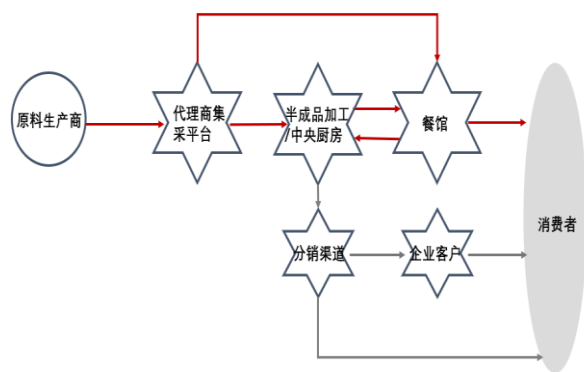 原料生产商
代理商集
采平台
半成品加工
/中央厨房
餐馆
分销渠道
企业客户
消费者